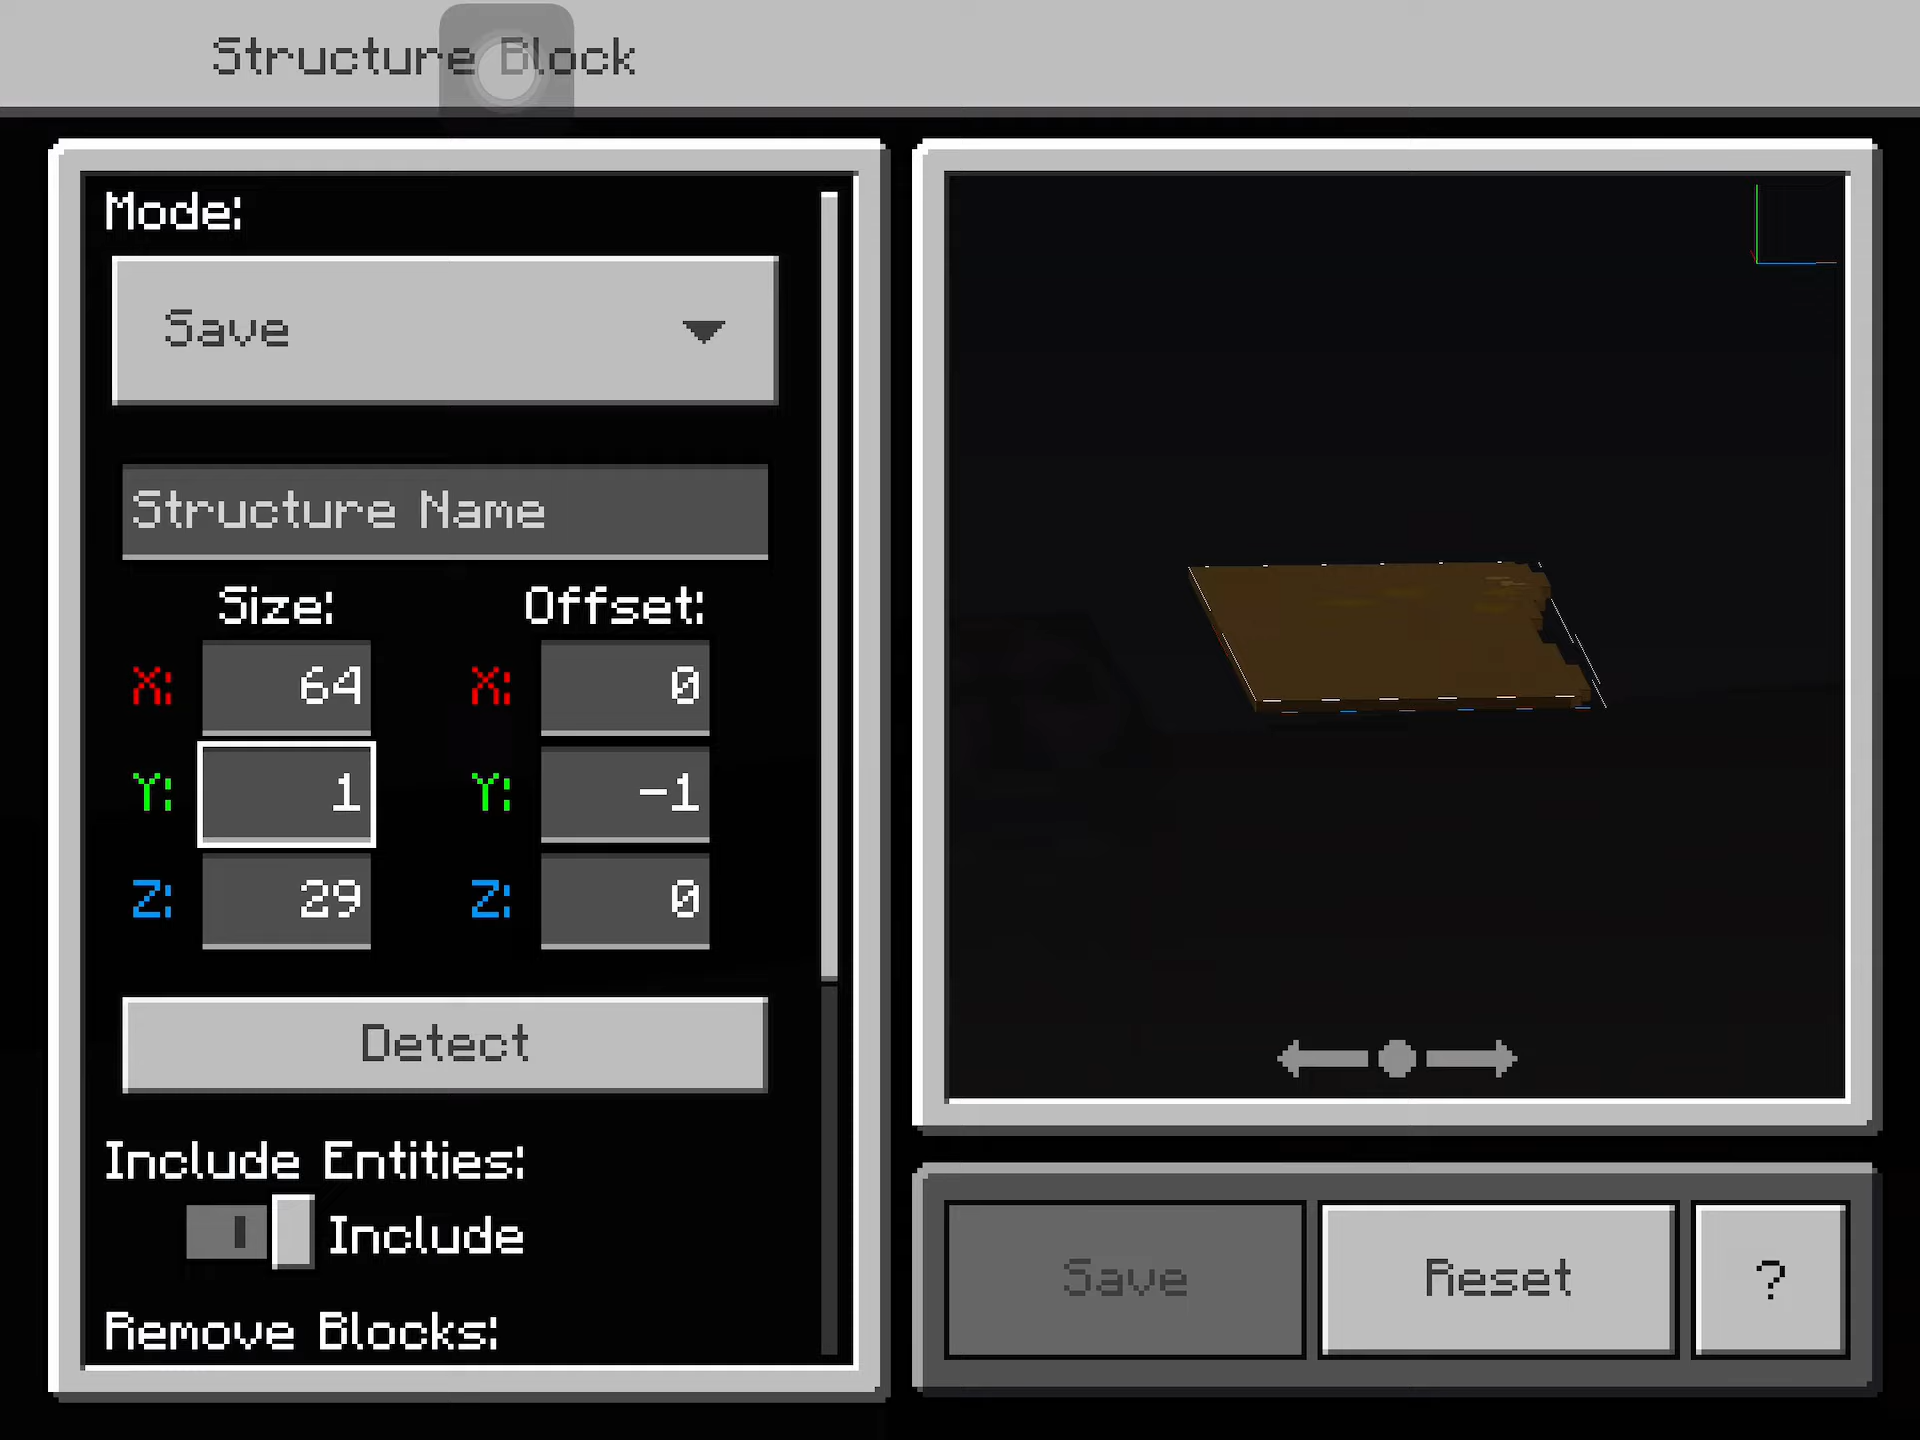 Structure Block
Mode:
Save
Structure Name
Size: Offset:
X: 64 X: 0
Y: 1 Y: -1
Z: 29 Z: 0
Detect
Include Entities:
Include
Remove Blocks:
Save Reset ?